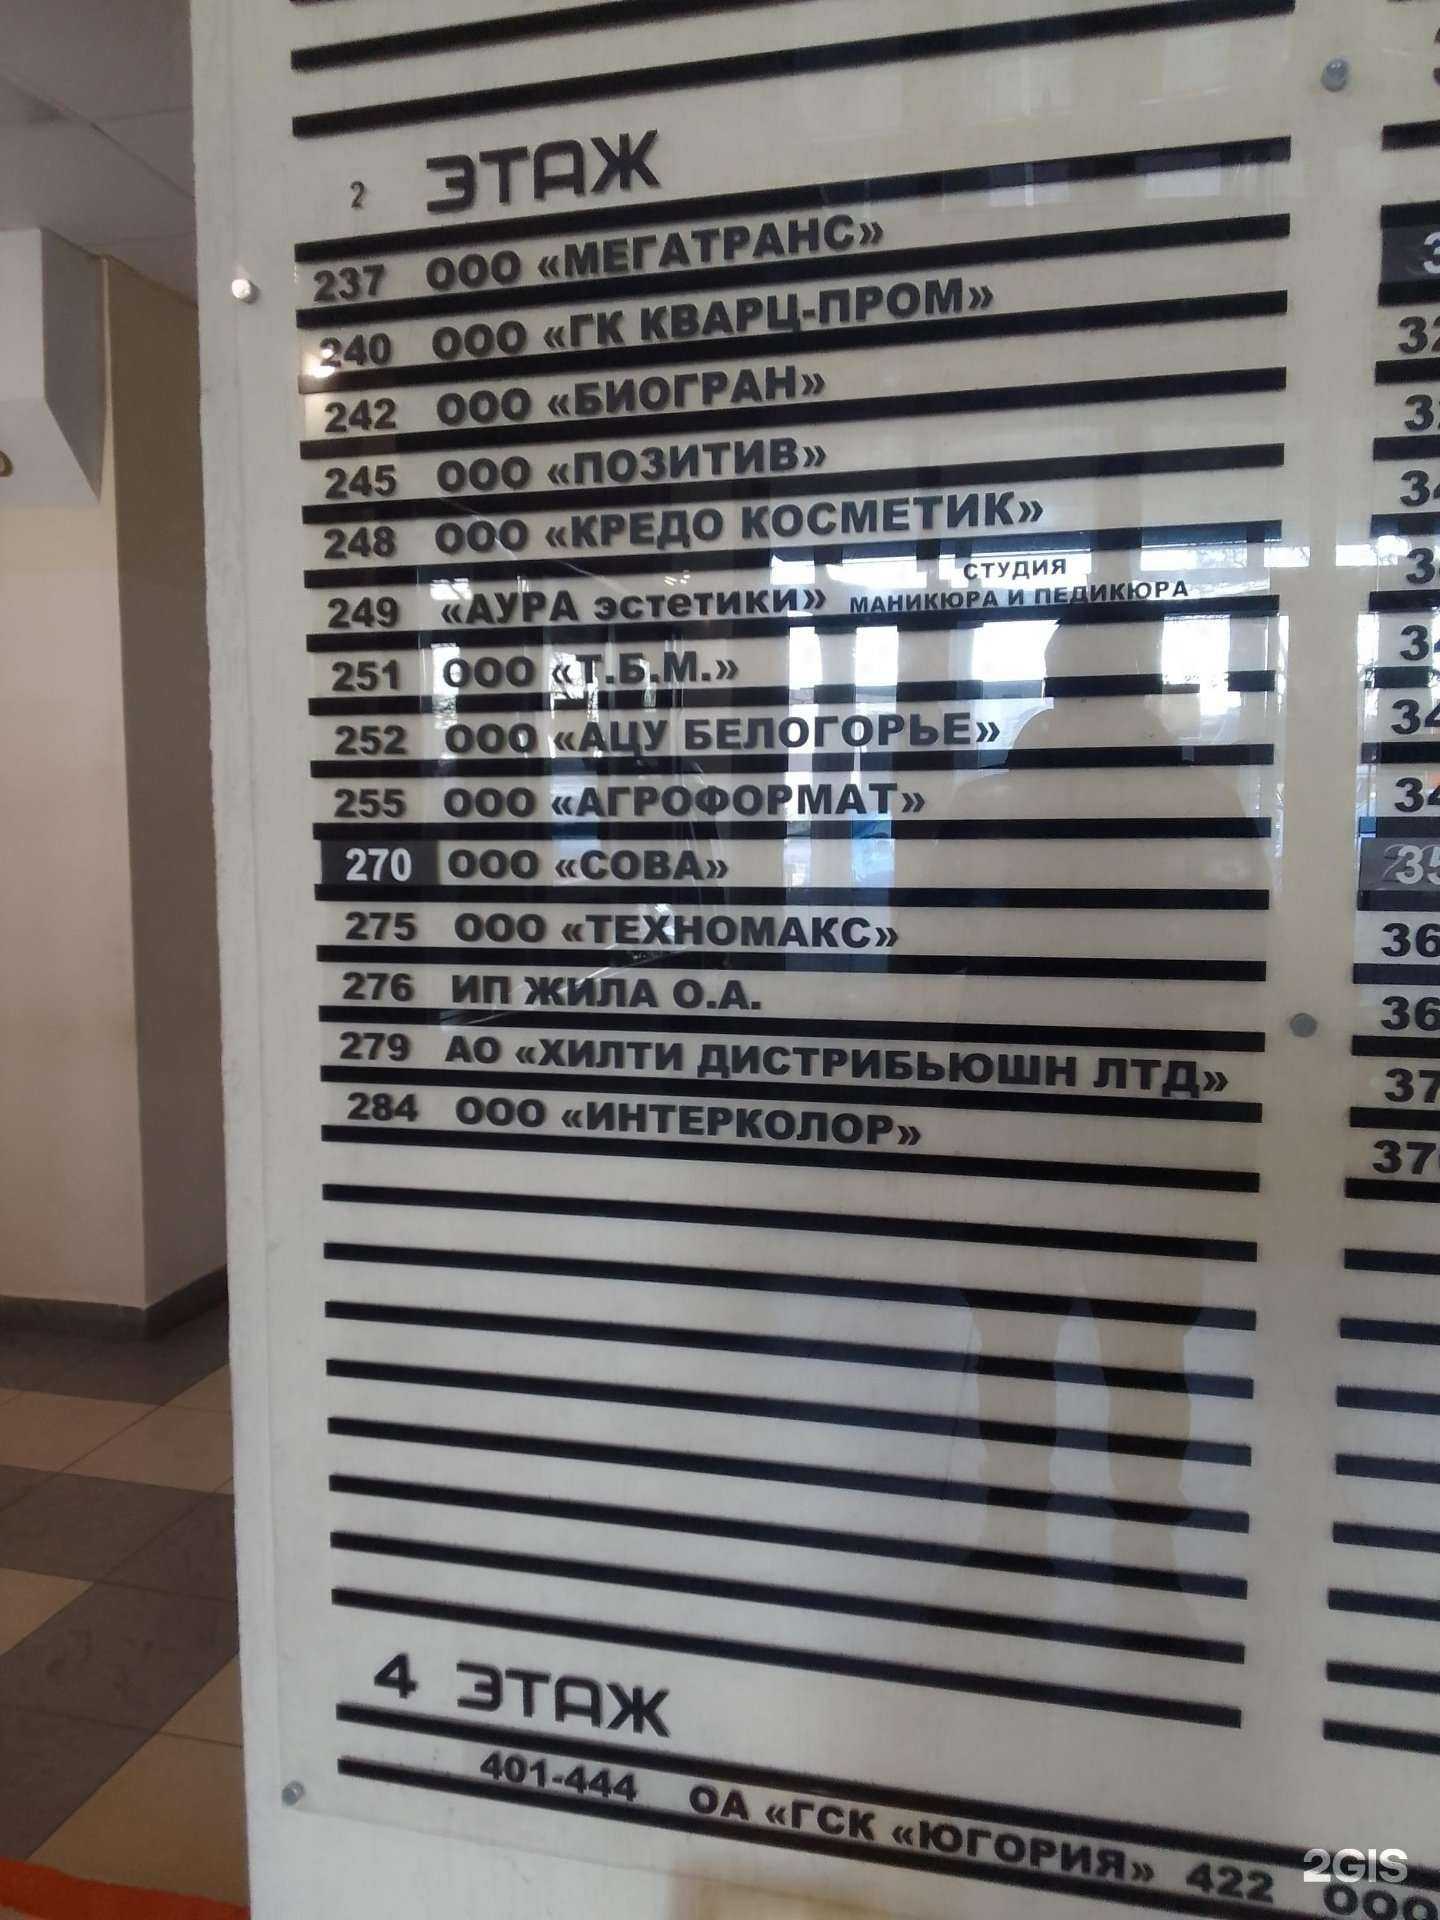 2 ЭТАЖ
237 ООО «МЕГАТРАНС»
240 ООО «ГК КВАРЦ-ПРОМ»
242 ООО «БИОГРАН»
245 ООО «ПОЗИТИВ»
248 ООО «КРЕДО КОСМЕТИК»
249 «АУРА эстетики» СТУДИЯ
МАНИКЮРА И ПЕДИКЮРА
251 ООО «Т.Б.М.»
252 ООО «АЦУ БЕЛОГОРЬЕ»
255 ООО «АГРОФОРМАТ»
270 ООО «СОВА»
275 ООО «ТЕХНОМАКС»
276 ИП ЖИЛА О.А.
279 АО «ХИЛТИ ДИСТРИБЬЮШН ЛТД»
284 ООО «ИНТЕРКОЛОР»
4 ЭТАЖ
401-444 ОА «ГСК «ЮГОРИЯ» 422 ООО
2GIS